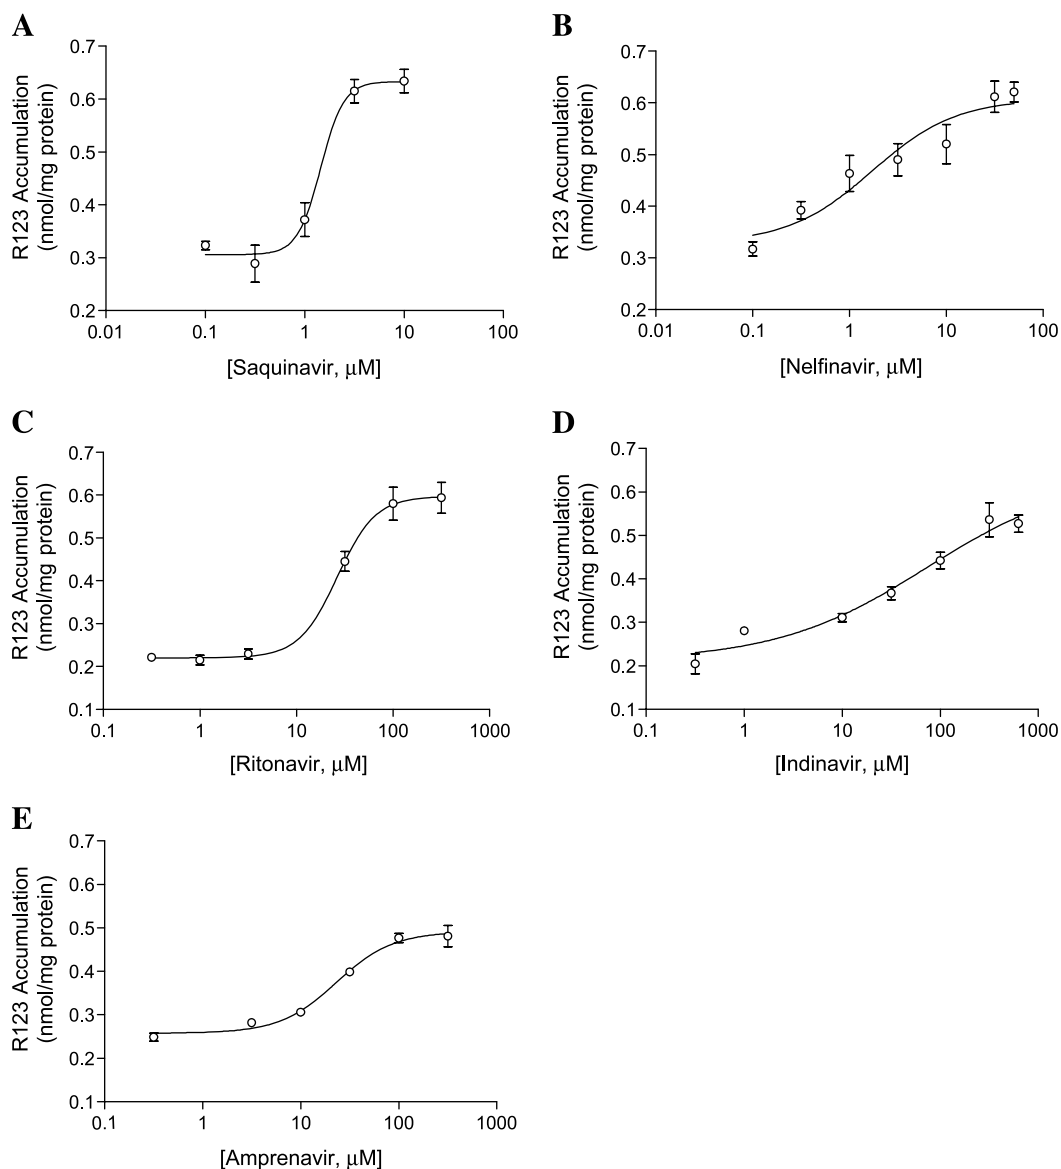 A
R123 Accumulation
(nmol/mg protein)
0.7
0.6
0.5
0.4
0.3
0.2
0.01
0.1
1
10
100
[Saquinavir, μM]
B
R123 Accumulation
(nmol/mg protein)
0.7
0.6
0.5
0.4
0.3
0.2
0.01
0.1
1
10
100
[Nelfinavir, μM]
C
R123 Accumulation
(nmol/mg protein)
0.7
0.6
0.5
0.4
0.3
0.2
0.1
0.1
1
10
100
1000
[Ritonavir, μM]
D
R123 Accumulation
(nmol/mg protein)
0.7
0.6
0.5
0.4
0.3
0.2
0.1
0.1
1
10
100
1000
[Indinavir, μM]
E
R123 Accumulation
(nmol/mg protein)
0.7
0.6
0.5
0.4
0.3
0.2
0.1
0.1
1
10
100
1000
[Amprenavir, μM]